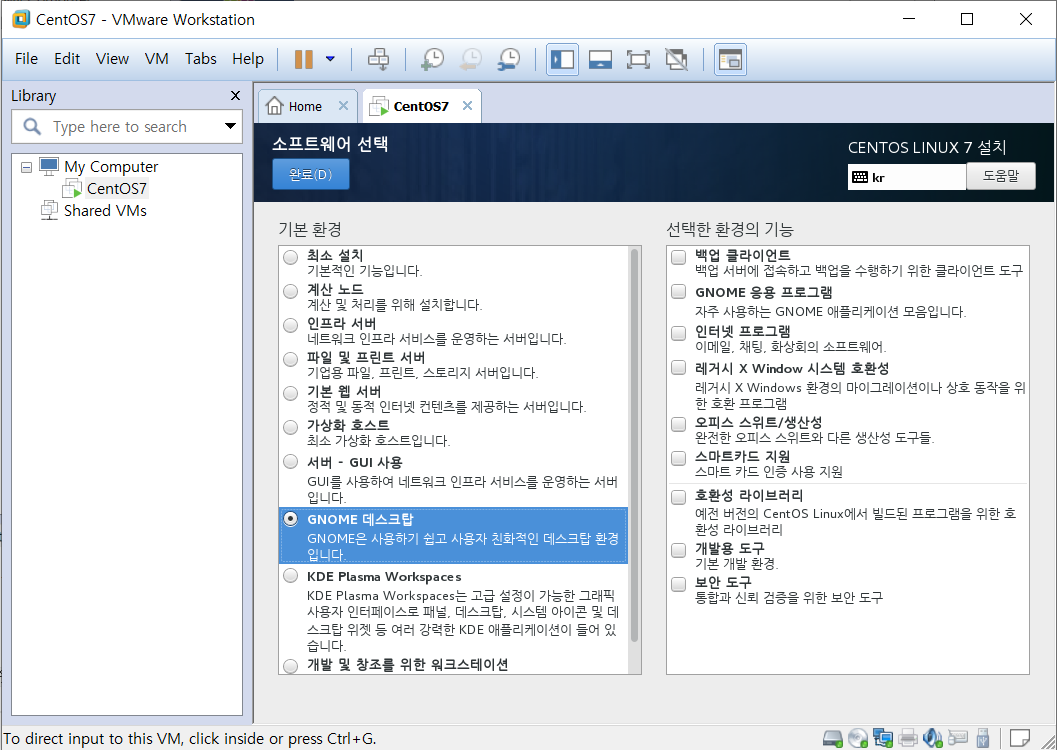 CentOS7 - VMware Workstation
File Edit View VM Tabs Help
Library
Type here to search
My Computer
CentOS7
Shared VMs
Home
CentOS7
소프트웨어 선택
완료(D)
CENTOS LINUX 7 설치
kr
도움말
기본 환경
최소 설치
기본적인 기능입니다.
계산 노드
계산 및 처리를 위해 설치합니다.
인프라 서버
네트워크 인프라 서비스를 운영하는 서버입니다.
파일 및 프린트 서버
기업용 파일, 프린트, 스토리지 서버입니다.
기본 웹 서버
정적 및 동적 인터넷 컨텐츠를 제공하는 서버입니다.
가상화 호스트
최소 가상화 호스트입니다.
서버 - GUI 사용
GUI를 사용하여 네트워크 인프라 서비스를 운영하는 서버
입니다.
GNOME 데스크탑
GNOME은 사용하기 쉽고 사용자 친화적인 데스크탑 환경
입니다.
KDE Plasma Workspaces
KDE Plasma Workspaces는 고급 설정이 가능한 그래픽
사용자 인터페이스로 패널, 데스크탑, 시스템 아이콘 및 데
스크탑 위젯 등 여러 강력한 KDE 애플리케이션이 들어 있
습니다.
개발 및 창조를 위한 워크스테이션
선택한 환경의 기능
백업 클라이언트
백업 서버에 접속하고 백업을 수행하기 위한 클라이언트 도구
GNOME 응용 프로그램
자주 사용하는 GNOME 애플리케이션 모음입니다.
인터넷 프로그램
이메일, 채팅, 화상회의 소프트웨어.
레거시 X Window 시스템 호환성
레거시 X Windows 환경의 마이그레이션이나 상호 동작을 위
한 호환 프로그램
오피스 스위트/생산성
완전한 오피스 스위트와 다른 생산성 도구들.
스마트카드 지원
스마트 카드 인증 사용 지원
호환성 라이브러리
예전 버전의 CentOS Linux에서 빌드된 프로그램을 위한 호
환성 라이브러리
개발용 도구
기본 개발 환경.
보안 도구
통합과 신뢰 검증을 위한 보안 도구
To direct input to this VM, click inside or press Ctrl+G.